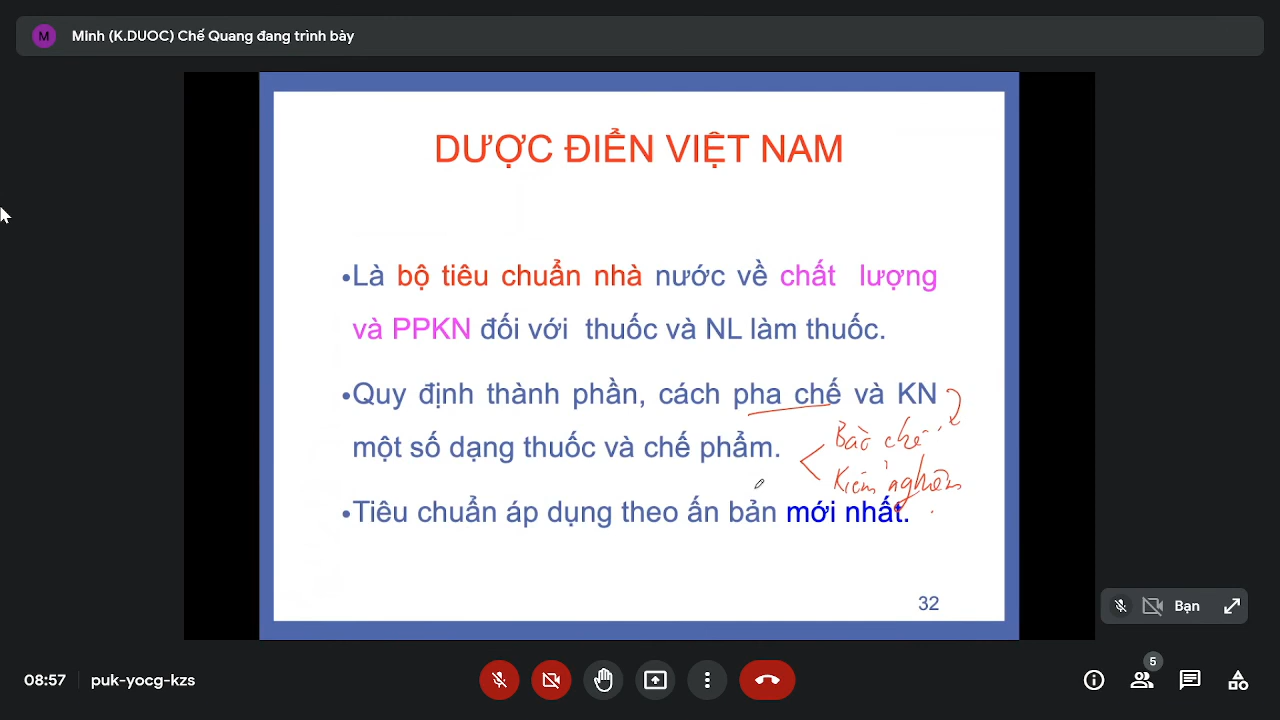 M
Minh (K.DUOC) Chế Quang đang trình bày
DƯỢC ĐIỂN VIỆT NAM
•Là bộ tiêu chuẩn nhà nước về chất lượng
và PPKN đối với thuốc và NL làm thuốc.
•Quy định thành phần, cách pha chế và KN
Bào chế
một số dạng thuốc và chế phẩm.
Kiểm nghiệm
•Tiêu chuẩn áp dụng theo ấn bản mới nhất.
32
Bạn
08:57
puk-yocg-kzs
5